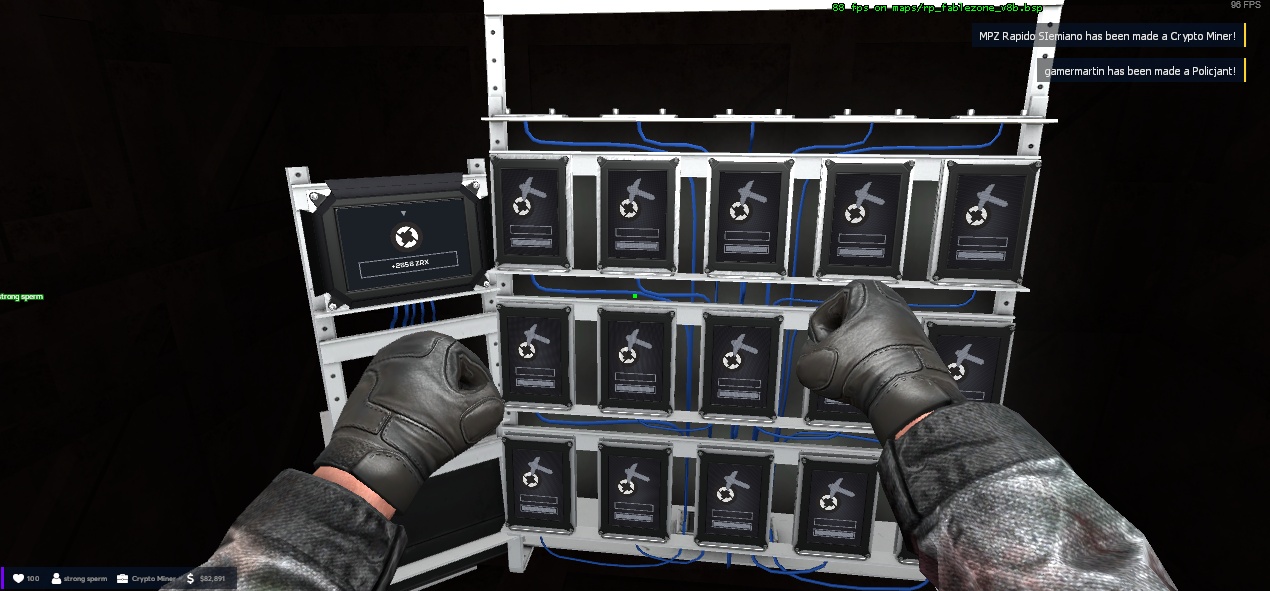 88 fps on maps/rp_fablezone_v8b.bsp
96 FPS
MPZ Rapido SIemiano has been made a Crypto Miner!
gamermartin has been made a Policjant!
+2658 ZRX
strong sperm
100
strong sperm
Crypto Miner
$82,891